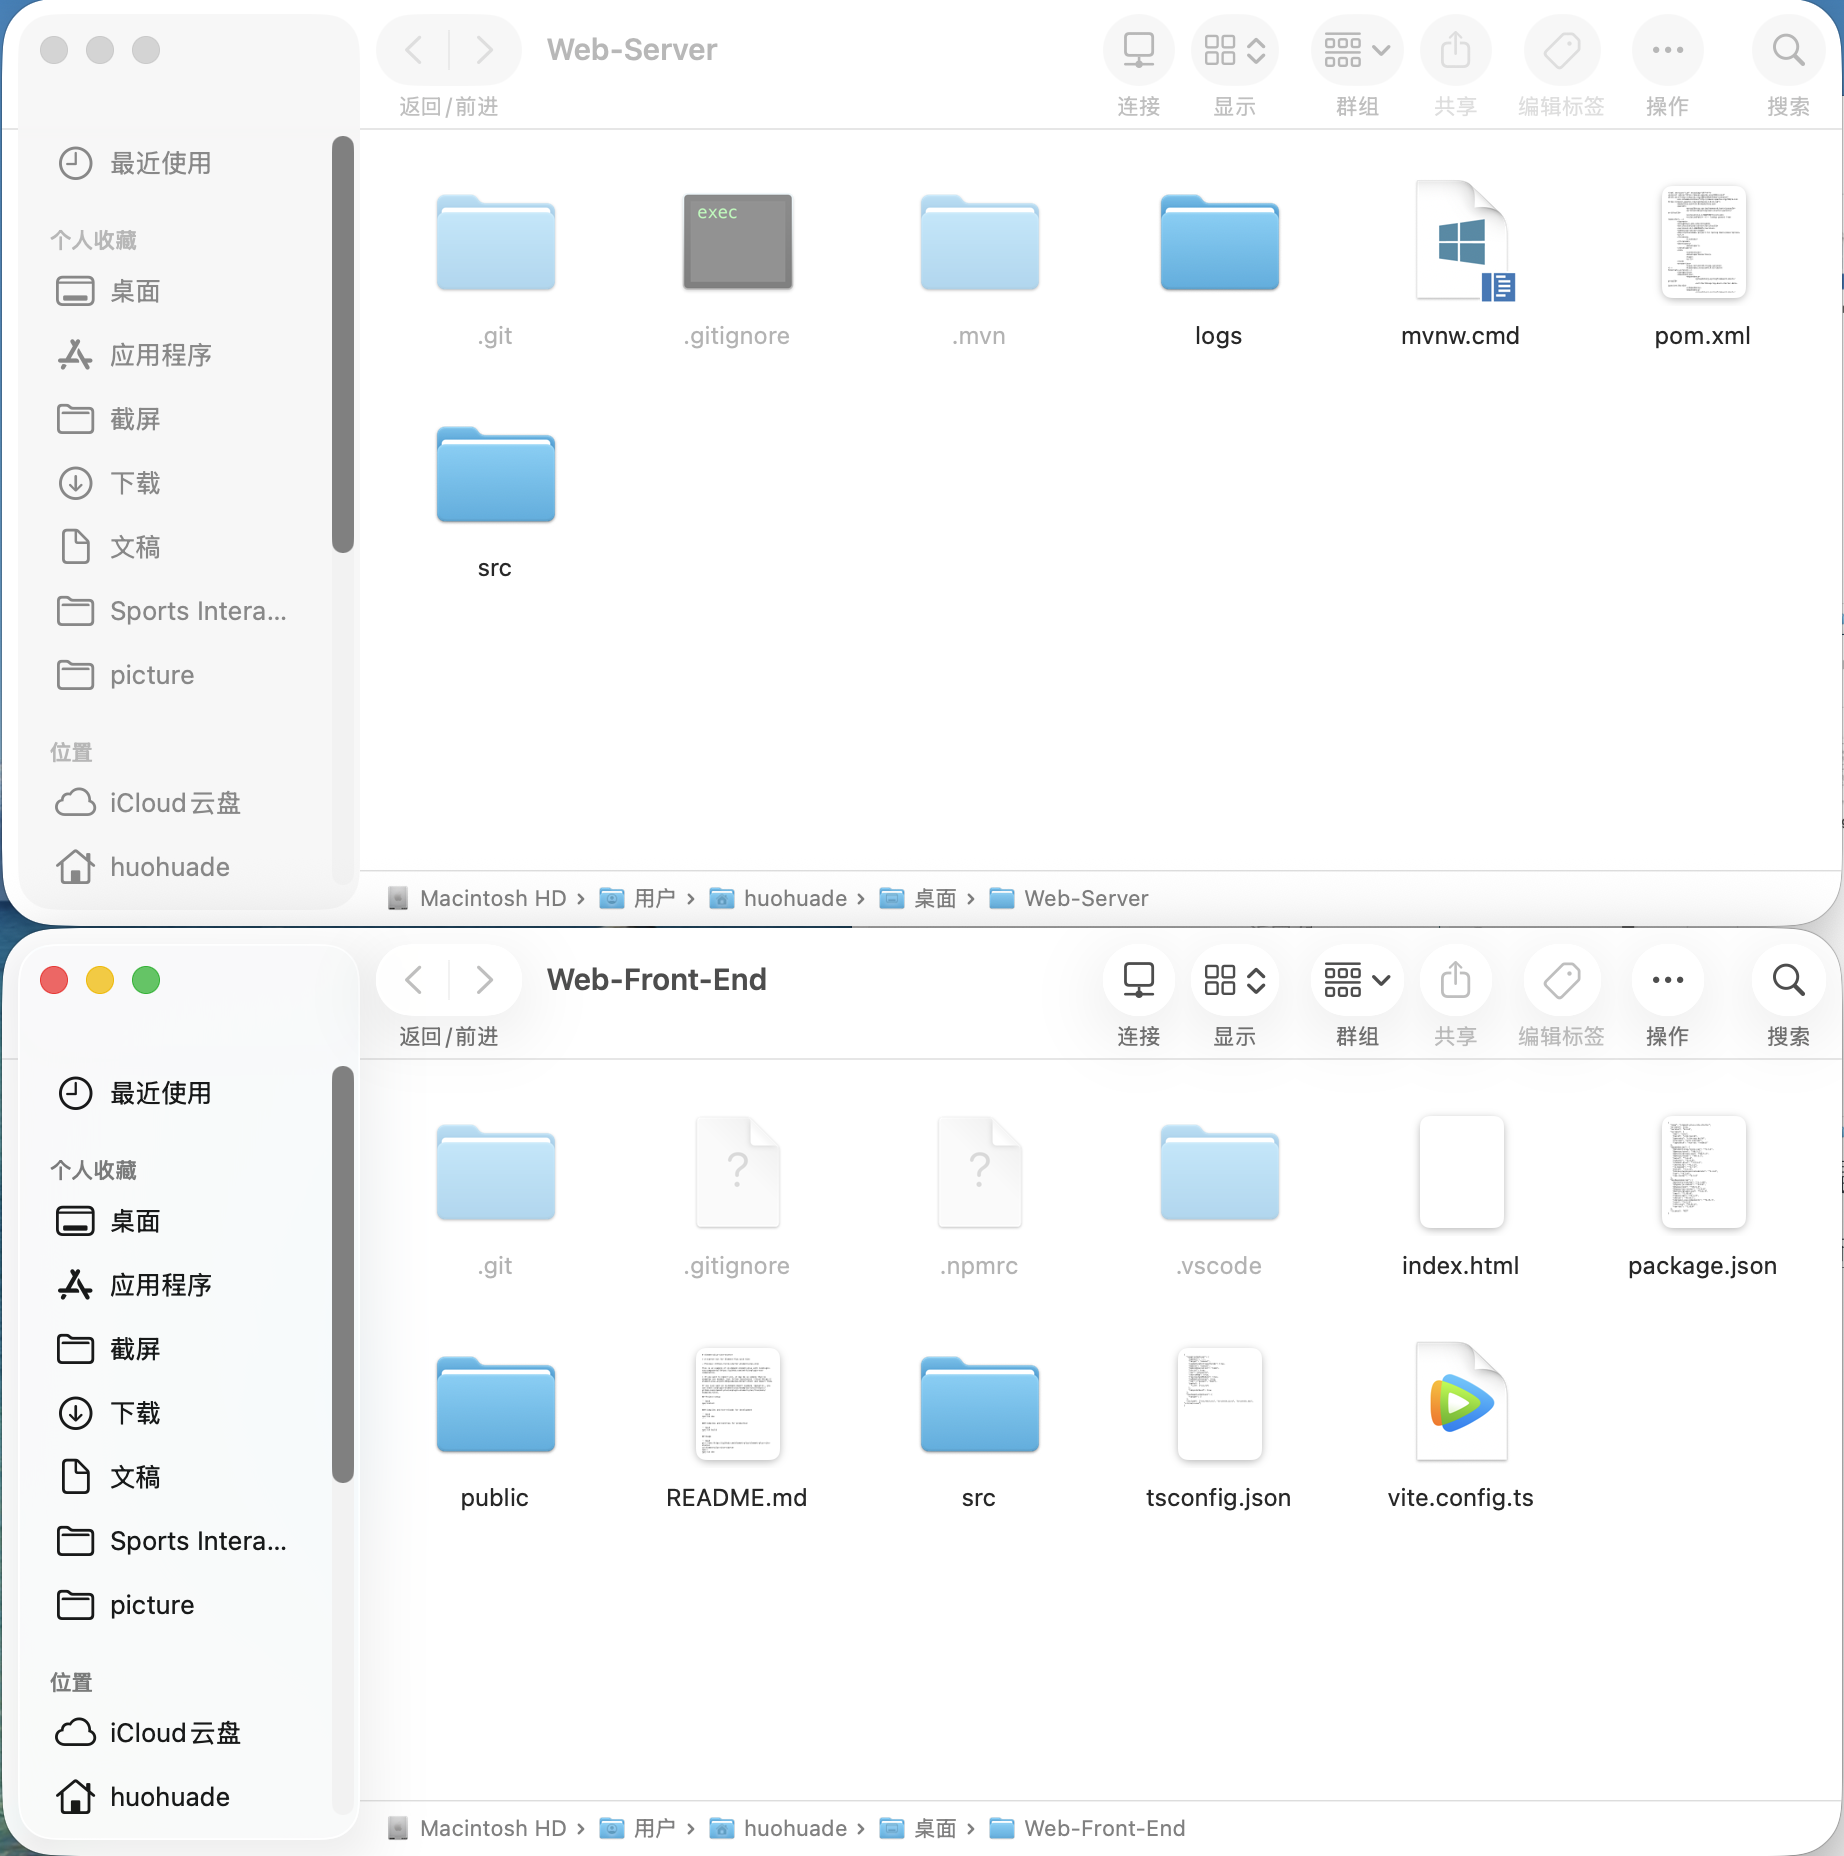 Web-Server
返回/前进
连接
显示
群组
共享
编辑标签
操作
搜索
最近使用
个人收藏
桌面
应用程序
截屏
下载
文稿
Sports Intera...
picture
位置
iCloud云盘
huohuade
exec
.git
.gitignore
.mvn
logs
mvnw.cmd
pom.xml
src
Macintosh HD › 用户 › huohuade › 桌面 › Web-Server
Web-Front-End
返回/前进
连接
显示
群组
共享
编辑标签
操作
搜索
最近使用
个人收藏
桌面
应用程序
截屏
下载
文稿
Sports Intera...
picture
位置
iCloud云盘
huohuade
.git
.gitignore
.npmrc
.vscode
index.html
package.json
public
README.md
src
tsconfig.json
vite.config.ts
Macintosh HD › 用户 › huohuade › 桌面 › Web-Front-End